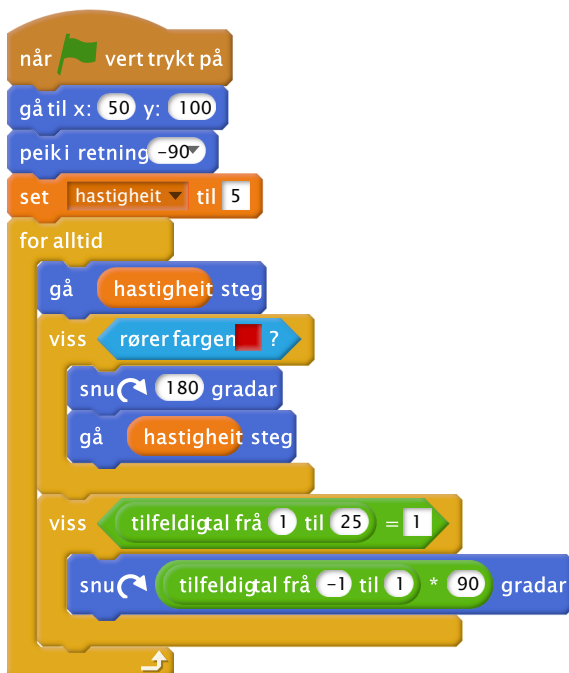 når vert trykt på
gå til x: 50 y: 100
peik i retning -90
set hastigheit til 5
for alltid
gå hastigheit steg
viss rører fargen ?
snu 180 gradar
gå hastigheit steg
viss tilfeldig tal frå 1 til 25 = 1
snu tilfeldig tal frå -1 til 1 * 90 gradar